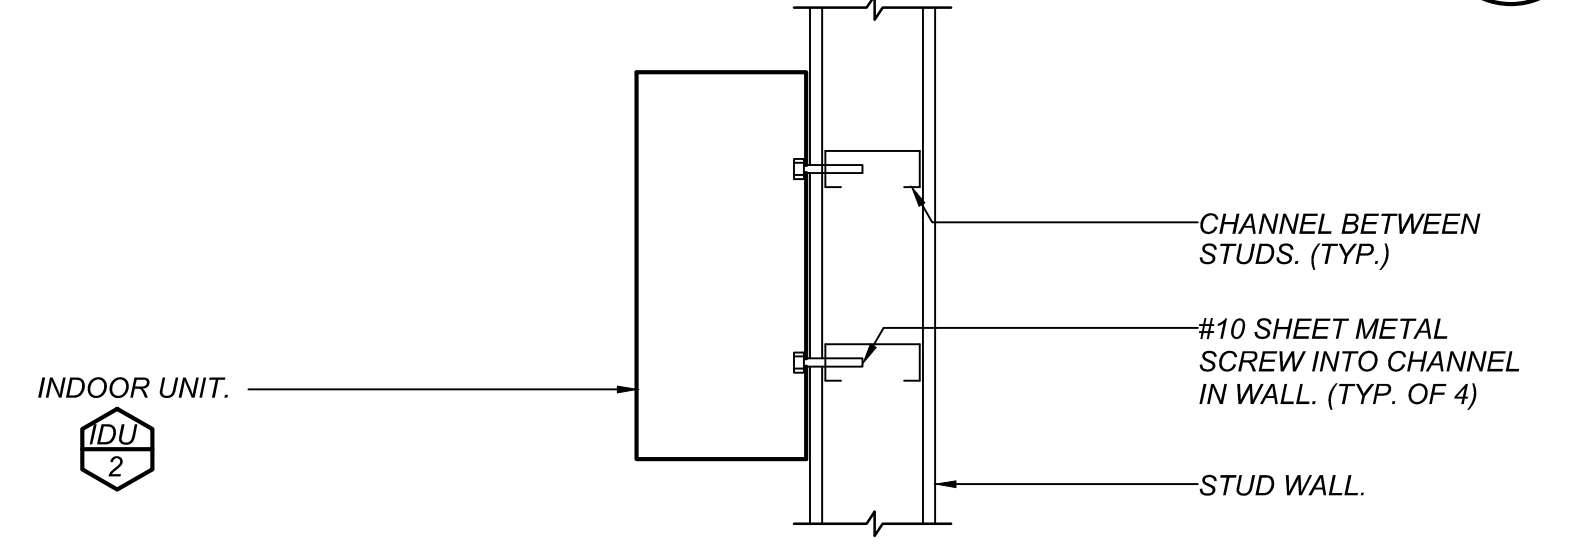 CHANNEL BETWEEN
STUDS. (TYP.)
#10 SHEET METAL
SCREW INTO CHANNEL
IN WALL. (TYP. OF 4)
INDOOR UNIT.
IDU
2
STUD WALL.